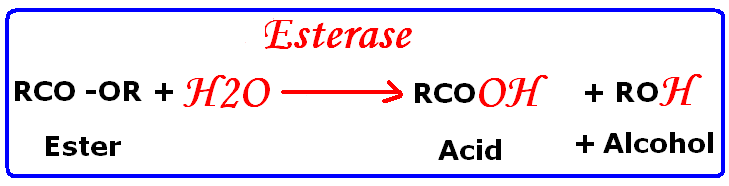 Esterase
RCO -OR + H2O → RCOOH + ROH
Ester Acid + Alcohol